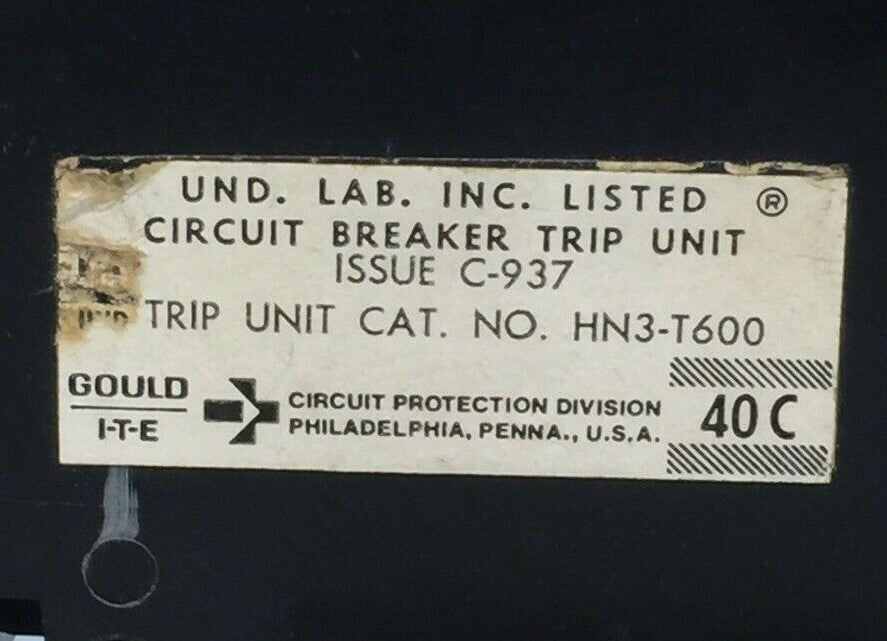 UND. LAB. INC. LISTED ®
CIRCUIT BREAKER TRIP UNIT
ISSUE C-937
TRIP UNIT CAT. NO. HN3-T600
GOULD
I-T-E
CIRCUIT PROTECTION DIVISION
PHILADELPHIA, PENNA., U.S.A.
40 C